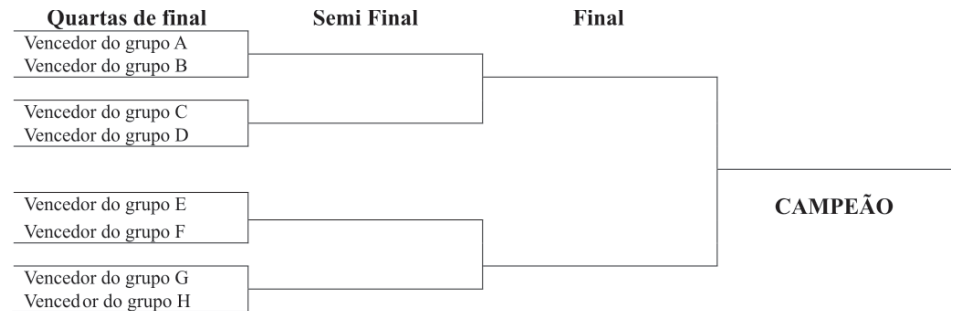 Quartas de final Semi Final Final
Vencedor do grupo A
Vencedor do grupo B
Vencedor do grupo C
Vencedor do grupo D
Vencedor do grupo E
CAMPEÃO
Vencedor do grupo F
Vencedor do grupo G
Vencedor do grupo H